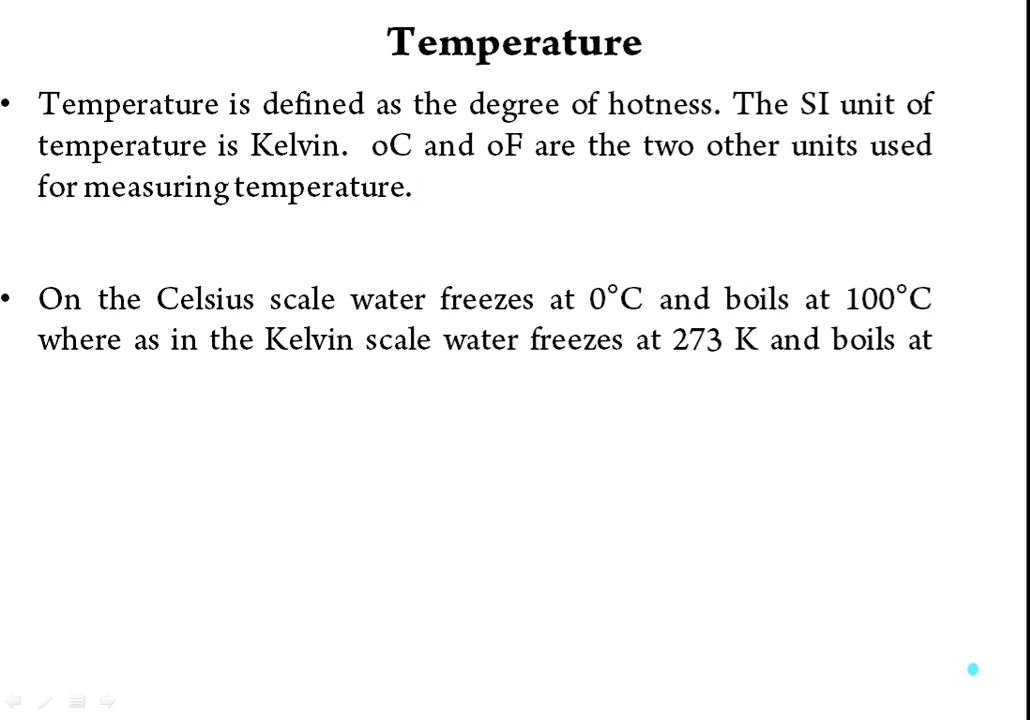 Temperature
• Temperature is defined as the degree of hotness. The SI unit of
temperature is Kelvin. oC and oF are the two other units used
for measuring temperature.
• On the Celsius scale water freezes at 0°C and boils at 100°C
where as in the Kelvin scale water freezes at 273 K and boils at